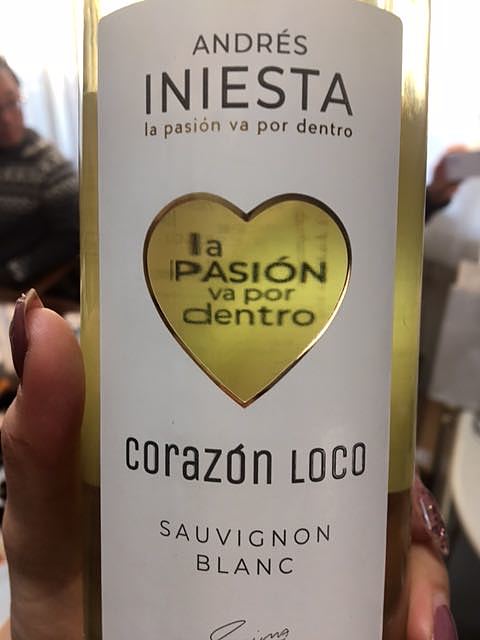 ANDRÉS
INIESTA
la pasión va por dentro
la
PASIÓN
va por
dentro
corazón Loco
SAUVIGNON
BLANC